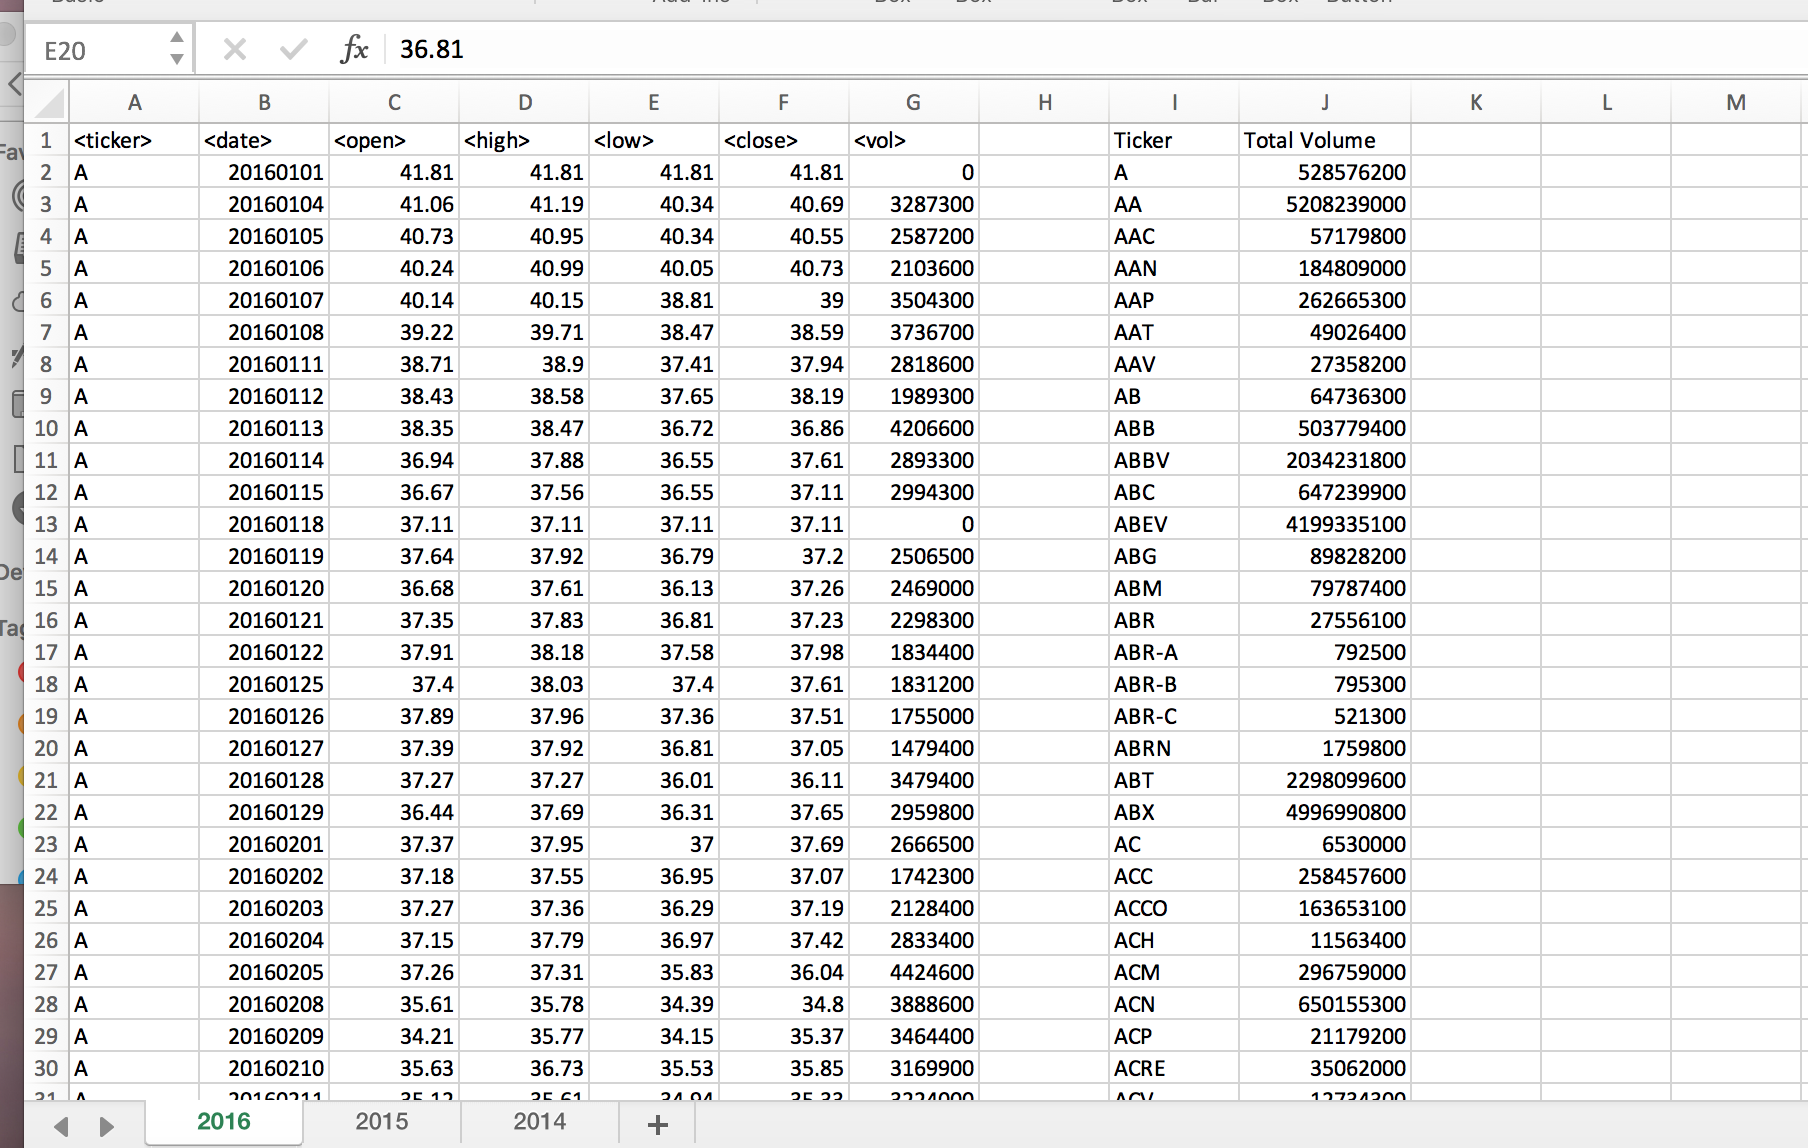 E20 fx 36.81
A B C D E F G H I J K L M
1 <ticker> <date> <open> <high> <low> <close> <vol> Ticker Total Volume
2 A 20160101 41.81 41.81 41.81 41.81 0 A 528576200
3 A 20160104 41.06 41.19 40.34 40.69 3287300 AA 5208239000
4 A 20160105 40.73 40.95 40.34 40.55 2587200 AAC 57179800
5 A 20160106 40.24 40.99 40.05 40.73 2103600 AAN 184809000
6 A 20160107 40.14 40.15 38.81 39 3504300 AAP 262665300
7 A 20160108 39.22 39.71 38.47 38.59 3736700 AAT 49026400
8 A 20160111 38.71 38.9 37.41 37.94 2818600 AAV 27358200
9 A 20160112 38.43 38.58 37.65 38.19 1989300 AB 64736300
10 A 20160113 38.35 38.47 36.72 36.86 4206600 ABB 503779400
11 A 20160114 36.94 37.88 36.55 37.61 2893300 ABBV 2034231800
12 A 20160115 36.67 37.56 36.55 37.11 2994300 ABC 647239900
13 A 20160118 37.11 37.11 37.11 37.11 0 ABEV 4199335100
14 A 20160119 37.64 37.92 36.79 37.2 2506500 ABG 89828200
15 A 20160120 36.68 37.61 36.13 37.26 2469000 ABM 79787400
16 A 20160121 37.35 37.83 36.81 37.23 2298300 ABR 27556100
17 A 20160122 37.91 38.18 37.58 37.98 1834400 ABR-A 792500
18 A 20160125 37.4 38.03 37.4 37.61 1831200 ABR-B 795300
19 A 20160126 37.89 37.96 37.36 37.51 1755000 ABR-C 521300
20 A 20160127 37.39 37.92 36.81 37.05 1479400 ABRN 1759800
21 A 20160128 37.27 37.27 36.01 36.11 3479400 ABT 2298099600
22 A 20160129 36.44 37.69 36.31 37.65 2959800 ABX 4996990800
23 A 20160201 37.37 37.95 37 37.69 2666500 AC 6530000
24 A 20160202 37.18 37.55 36.95 37.07 1742300 ACC 258457600
25 A 20160203 37.27 37.36 36.29 37.19 2128400 ACCO 163653100
26 A 20160204 37.15 37.79 36.97 37.42 2833400 ACH 11563400
27 A 20160205 37.26 37.31 35.83 36.04 4424600 ACM 296759000
28 A 20160208 35.61 35.78 34.39 34.8 3888600 ACN 650155300
29 A 20160209 34.21 35.77 34.15 35.37 3464400 ACP 21179200
30 A 20160210 35.63 36.73 35.53 35.85 3169900 ACRE 35062000
2016 2015 2014 +